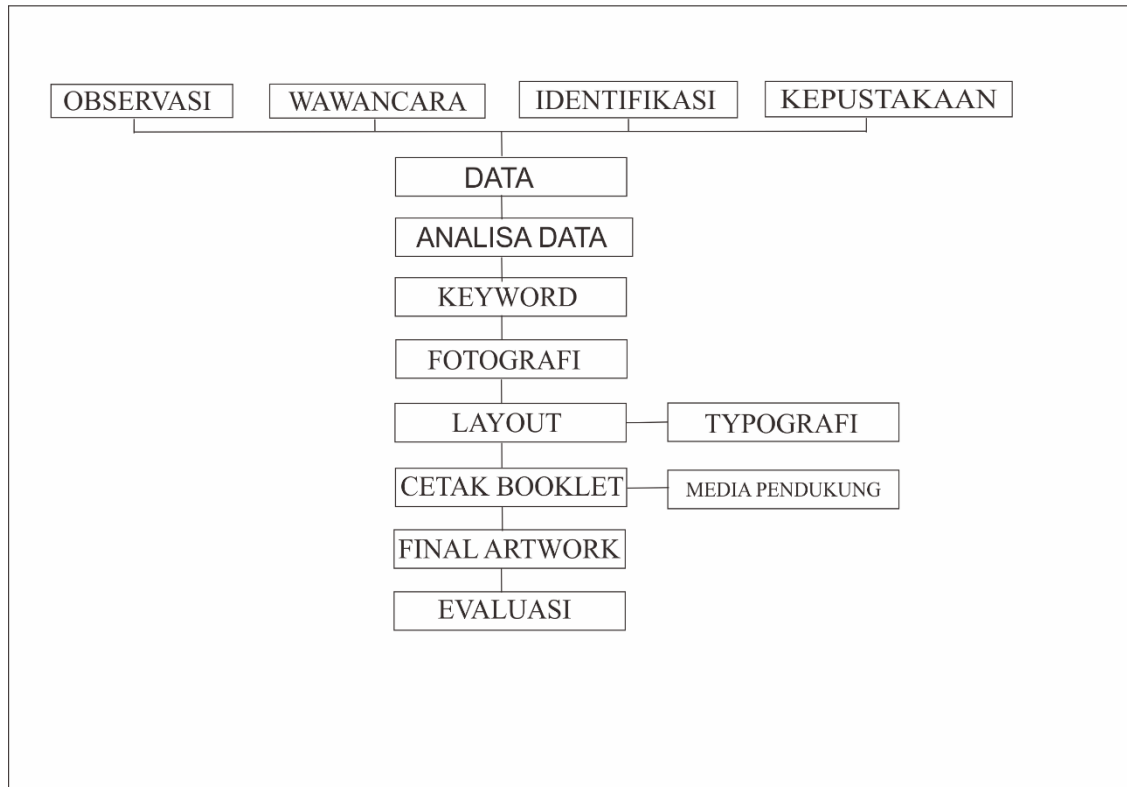 OBSERVASI
WAWANCARA
IDENTIFIKASI
KEPUSTAKAAN
DATA
ANALISA DATA
KEYWORD
FOTOGRAFI
LAYOUT
TYPOGRAFI
CETAK BOOKLET
MEDIA PENDUKUNG
FINAL ARTWORK
EVALUASI